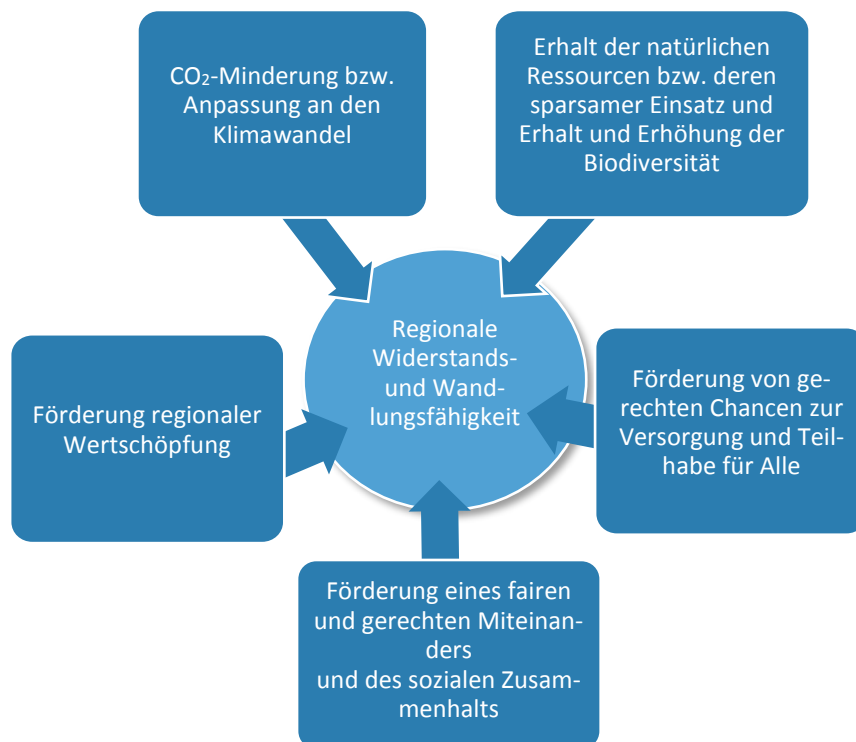 CO₂-Minderung bzw.
Anpassung an den
Klimawandel
Erhalt der natürlichen
Ressourcen bzw. deren
sparsamer Einsatz und
Erhalt und Erhöhung der
Biodiversität
Regionale
Widerstands-
und Wand-
lungsfähigkeit
Förderung regionaler
Wertschöpfung
Förderung von ge-
rechten Chancen zur
Versorgung und Teil-
habe für Alle
Förderung eines fairen
und gerechten Miteinan-
ders
und des sozialen Zusam-
menhalts